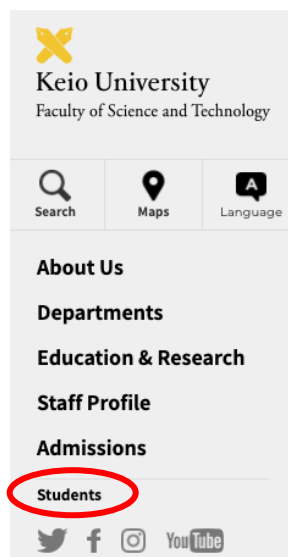 Keio University
Faculty of Science and Technology
A
Search Maps Language
About Us
Departments
Education & Research
Staff Profile
Admissions
Students
f YouTube